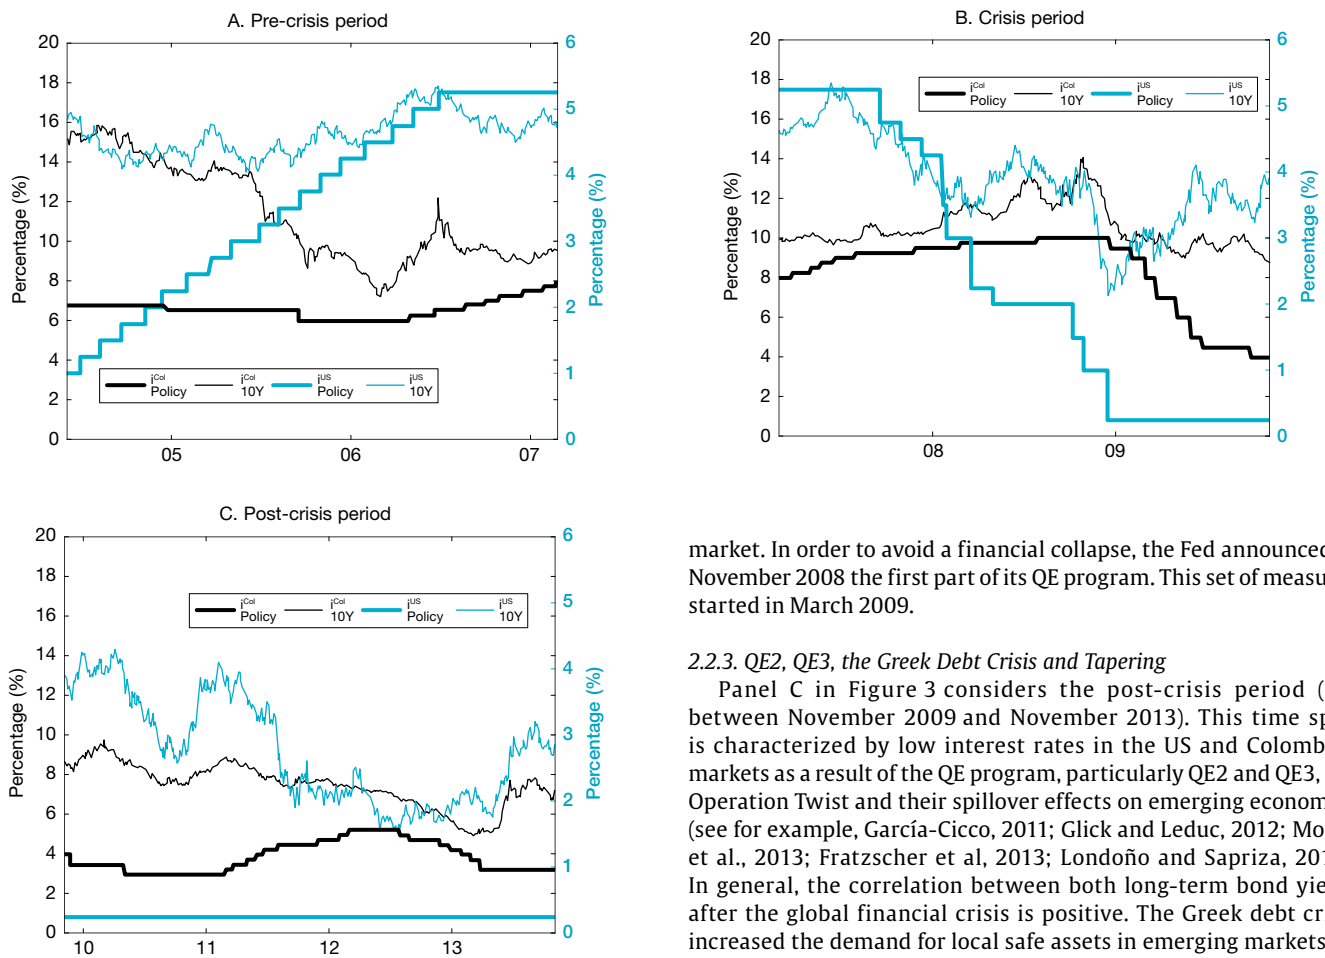 A. Pre-crisis period
20
18
16
14
12
10
8
6
4
2
0
Percentage (%)
6
5
4
3
2
1
0
Percentage (%)
iCol Policy
iCol 10Y
iUS Policy
iUS 10Y
05
06
07
B. Crisis period
20
18
16
14
12
10
8
6
4
2
0
Percentage (%)
6
5
4
3
2
1
0
Percentage (%)
iCol Policy
iCol 10Y
iUS Policy
iUS 10Y
08
09
C. Post-crisis period
20
18
16
14
12
10
8
6
4
2
0
Percentage (%)
6
5
4
3
2
1
0
Percentage (%)
iCol Policy
iCol 10Y
iUS Policy
iUS 10Y
10
11
12
13
market. In order to avoid a financial collapse, the Fed announced
November 2008 the first part of its QE program. This set of measu
started in March 2009.
2.2.3. QE2, QE3, the Greek Debt Crisis and Tapering
Panel C in Figure 3 considers the post-crisis period (
between November 2009 and November 2013). This time sp
is characterized by low interest rates in the US and Colomb
markets as a result of the QE program, particularly QE2 and QE3,
Operation Twist and their spillover effects on emerging econom
(see for example, García-Cicco, 2011; Glick and Leduc, 2012; Mo
et al., 2013; Fratzscher et al, 2013; Londoño and Sapriza, 201
In general, the correlation between both long-term bond yie
after the global financial crisis is positive. The Greek debt cr
increased the demand for local safe assets in emerging markets